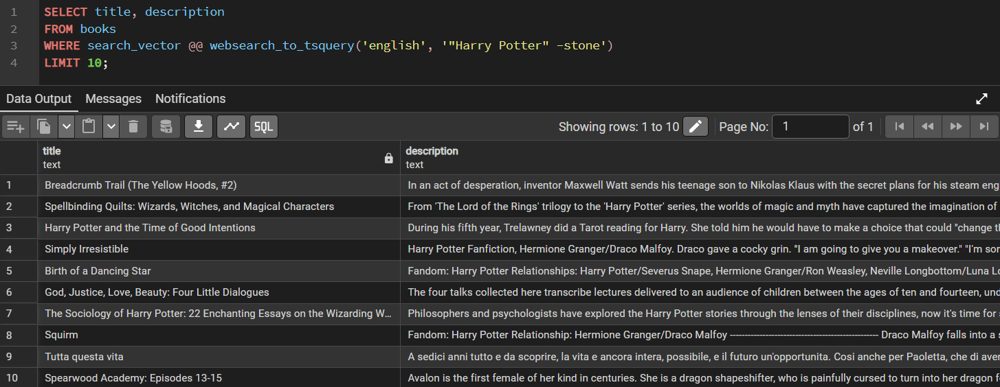 1 SELECT title, description
2 FROM books
3 WHERE search_vector @@ websearch_to_tsquery('english', '"Harry Potter" -stone')
4 LIMIT 10;
Data Output Messages Notifications
SQL Showing rows: 1 to 10 Page No: 1 of 1
title description
text text
1 Breadcrumb Trail (The Yellow Hoods, #2) In an act of desperation, inventor Maxwell Watt sends his teenage son to Nikolas Klaus with the secret plans for his steam eng
2 Spellbinding Quilts: Wizards, Witches, and Magical Characters From 'The Lord of the Rings' trilogy to the 'Harry Potter' series, the worlds of magic and myth have captured the imagination of
3 Harry Potter and the Time of Good Intentions During his fifth year, Trelawney did a Tarot reading for Harry. She told him he would have to make a choice that could "change th
4 Simply Irresistible Harry Potter Fanfiction, Hermione Granger/Draco Malfoy. Draco gave a cocky grin. "I am going to give you a makeover." "I'm sor
5 Birth of a Dancing Star Fandom: Harry Potter Relationships: Harry Potter/Severus Snape, Hermione Granger/Ron Weasley, Neville Longbottom/Luna Lo
6 God, Justice, Love, Beauty: Four Little Dialogues The four talks collected here transcribe lectures delivered to an audience of children between the ages of ten and fourteen, und
7 The Sociology of Harry Potter: 22 Enchanting Essays on the Wizarding W... Philosophers and psychologists have explored the Harry Potter stories through the lenses of their disciplines, now it's time for
8 Squirm Fandom: Harry Potter Relationship: Hermione Granger/Draco Malfoy ------------------------------------------------ Draco Malfoy falls into a s
9 Tutta questa vita A sedici anni tutto e da scoprire, la vita e ancora intera, possibile, e il futuro un'opportunita. Cosi anche per Paoletta, che di aver
10 Spearwood Academy: Episodes 13-15 Avalon is the first female of her kind in centuries. She is a dragon shapeshifter, who is painfully cursed to turn into her dragon f